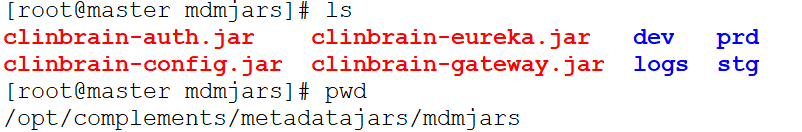 [root@master mdmjars]# ls
clinbrain-auth.jar    clinbrain-eureka.jar   dev   prd
clinbrain-config.jar  clinbrain-gateway.jar  logs  stg
[root@master mdmjars]# pwd
/opt/complements/metadatajars/mdmjars